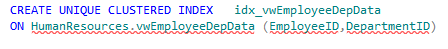 CREATE UNIQUE CLUSTERED INDEX   idx_vwEmployeeDepData
ON HumanResources.vwEmployeeDepData (EmployeeID,DepartmentID)